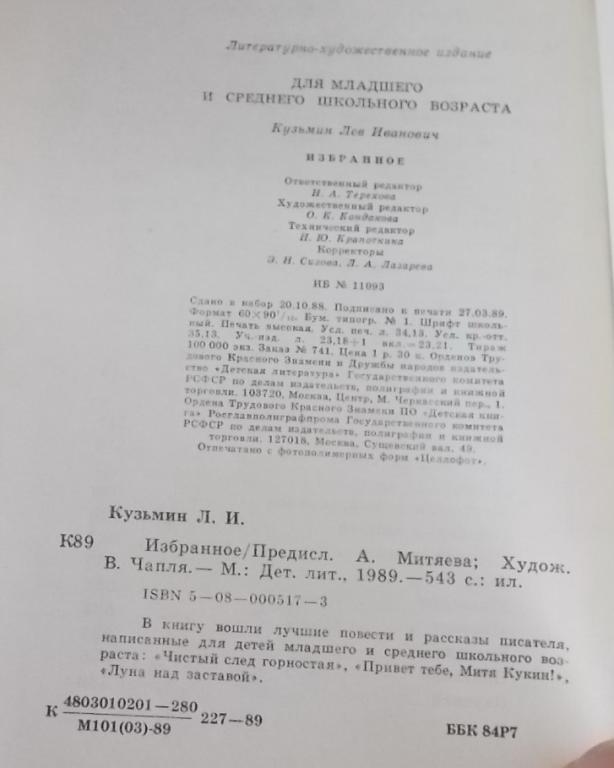 Литературно-художественное издание
ДЛЯ МЛАДШЕГО
И СРЕДНЕГО ШКОЛЬНОГО ВОЗРАСТА
Кузьмин Лев Иванович
ИЗБРАННОЕ
Ответственный редактор
Н. А. Терехова
Художественный редактор
О. К. Кондакова
Технический редактор
И. Ю. Крапоткина
Корректоры
Э. Н. Сизова, Л. А. Лазарева
ИБ № 11093
Сдано в набор 20.10.88. Подписано к печати 27.03.89.
Формат 60×90¹/₁₆. Бум. типогр. № 1. Шрифт школь-
ный. Печать высокая. Усл. печ. л. 34,13. Усл. кр.-отт.
35,13. Уч.-изд. л. 23,18+1 вкл.=23,21. Тираж
100 000 экз. Заказ № 741. Цена 1 р. 30 к. Орденов Тру-
дового Красного Знамени и Дружбы народов издатель-
ство «Детская литература» Государственного комитета
РСФСР по делам издательств, полиграфии и книжной
торговли. 103720, Москва, Центр, М. Черкасский пер., 1.
Ордена Трудового Красного Знамени ПО «Детская кни-
га» Росглавполиграфпрома Государственного комитета
РСФСР по делам издательств, полиграфии и книжной
торговли. 127018, Москва, Сущевский вал, 49.
Отпечатано с фотополимерных форм «Целлофот».
Кузьмин Л. И.
К89 Избранное/Предисл. А. Митяева; Худож.
В. Чапля.— М.: Дет. лит., 1989.—543 с.: ил.
ISBN 5—08—000517—3
В книгу вошли лучшие повести и рассказы писателя,
написанные для детей младшего и среднего школьного воз-
раста: «Чистый след горностая», «Привет тебе, Митя Кукин!»,
«Луна над заставой».
К 4803010201—280
М101(03)-89 227—89
ББК 84Р7